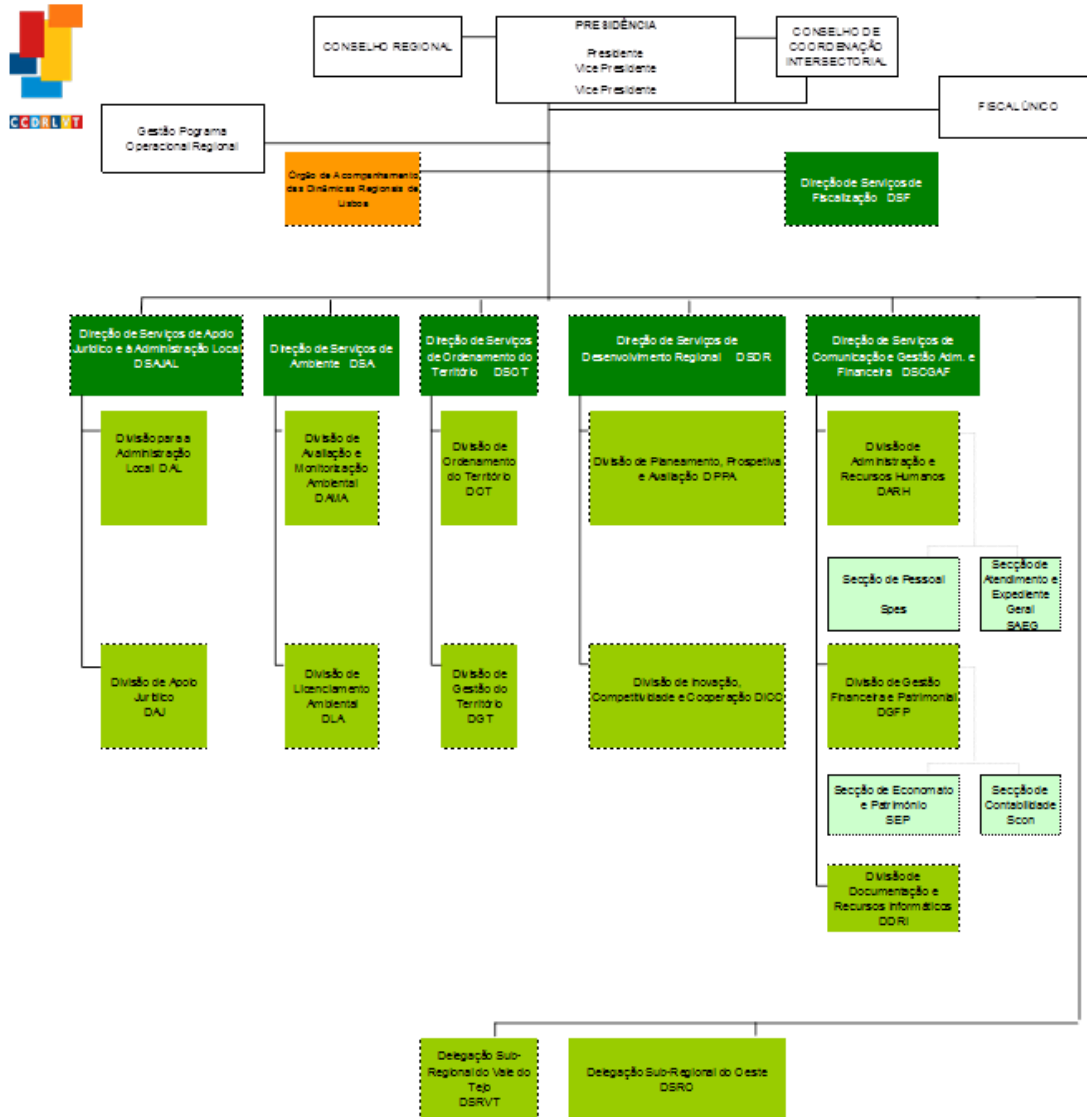 CCDRLVT
CONSELHO REGIONAL
PRESIDÊNCIA
Presidente
Vice Presidente
Vice Presidente
CONSELHO DE
COORDENAÇÃO
INTERSECTORIAL
FISCAL ÚNICO
Gestão Pograma
Operacional Regional
Órgão de Acompanhamento
das Dinâmicas Regionais de
Lisboa
Direção de Serviços de
Fiscalização DSF
Direção de Serviços de Apoio
Jurídico e à Administração Local
DSAJAL
Direção de Serviços de
Ambiente DSA
Direção de Serviços
de Ordenamento do
Território DSOT
Direção de Serviços de
Desenvolvimento Regional DSDR
Direção de Serviços de
Comunicação e Gestão Adm. e
Financeira DSCGAF
Divisão para a
Administração
Local DAL
Divisão de
Avaliação e
Monitorização
Ambiental
DAMA
Divisão de
Ordenamento
do Território
DOT
Divisão de Planeamento, Prospetiva
e Avaliação DPPA
Divisão de
Administração e
Recursos Humanos
DARH
Secção de Pessoal
Spes
Secção de
Atendimento e
Expediente
Geral
SAEG
Divisão de Apoio
Jurídico
DAJ
Divisão de
Licenciamento
Ambiental
DLA
Divisão de
Gestão do
Território
DGT
Divisão de Inovação,
Competitividade e Cooperação DICC
Divisão de Gestão
Financeira e Patrimonial
DGFP
Secção de Economato
e Património
SEP
Secção de
Contabilidade
Scon
Divisão de
Documentação e
Recursos Informáticos
DDRI
Delegação Sub-
Regional do Vale do
Tejo
DSRVT
Delegação Sub-Regional do Oeste
DSRO